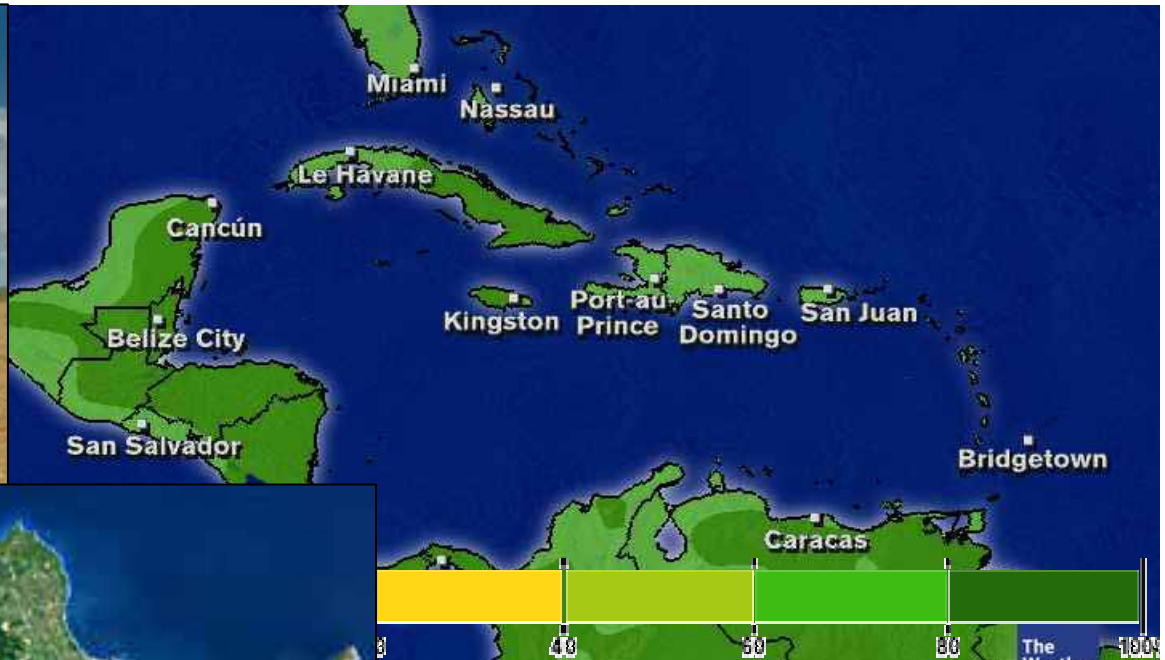 Miami
Nassau
Le Havane
Cancún
Kingston
Port-au
Prince
Santo
Domingo
San Juan
Belize City
San Salvador
Bridgetown
Caracas
40
60
80
100%
The